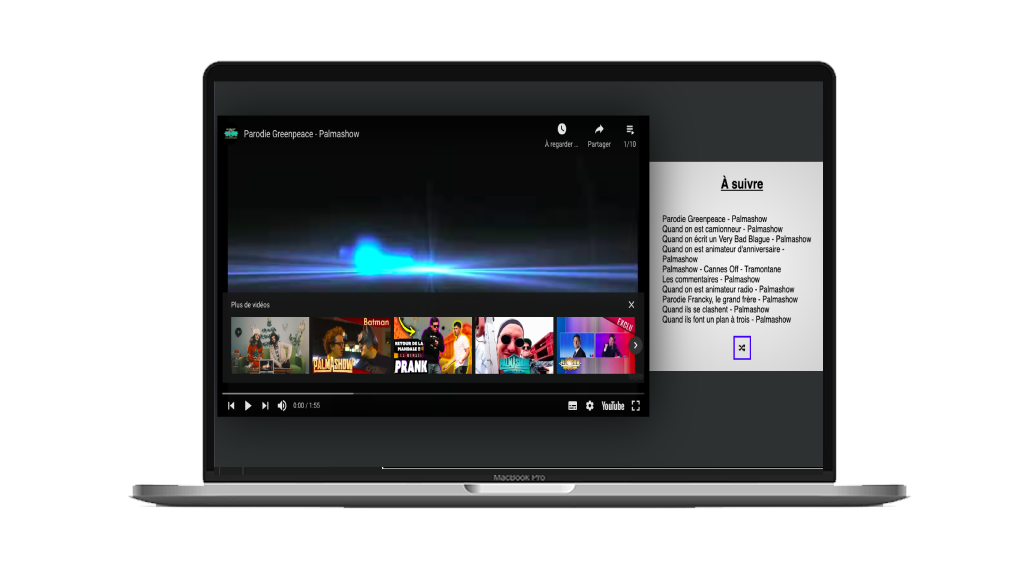 Parodie Greenpeace - Palmashow
À regarder ...
Partager
1/10
Plus de vidéos
X
Batman
PALMASHOW
RETOUR DE LA
PRANK
PALMASHOW
EXCLU
0:00 / 1:55
YouTube
À suivre
Parodie Greenpeace - Palmashow
Quand on est camionneur - Palmashow
Quand on écrit un Very Bad Blague - Palmashow
Quand on est animateur d'anniversaire -
Palmashow
Palmashow - Cannes Off - Tramontane
Les commentaires - Palmashow
Quand on est animateur radio - Palmashow
Parodie Francky, le grand frère - Palmashow
Quand ils se clashent - Palmashow
Quand ils font un plan à trois - Palmashow
MacBook Pro